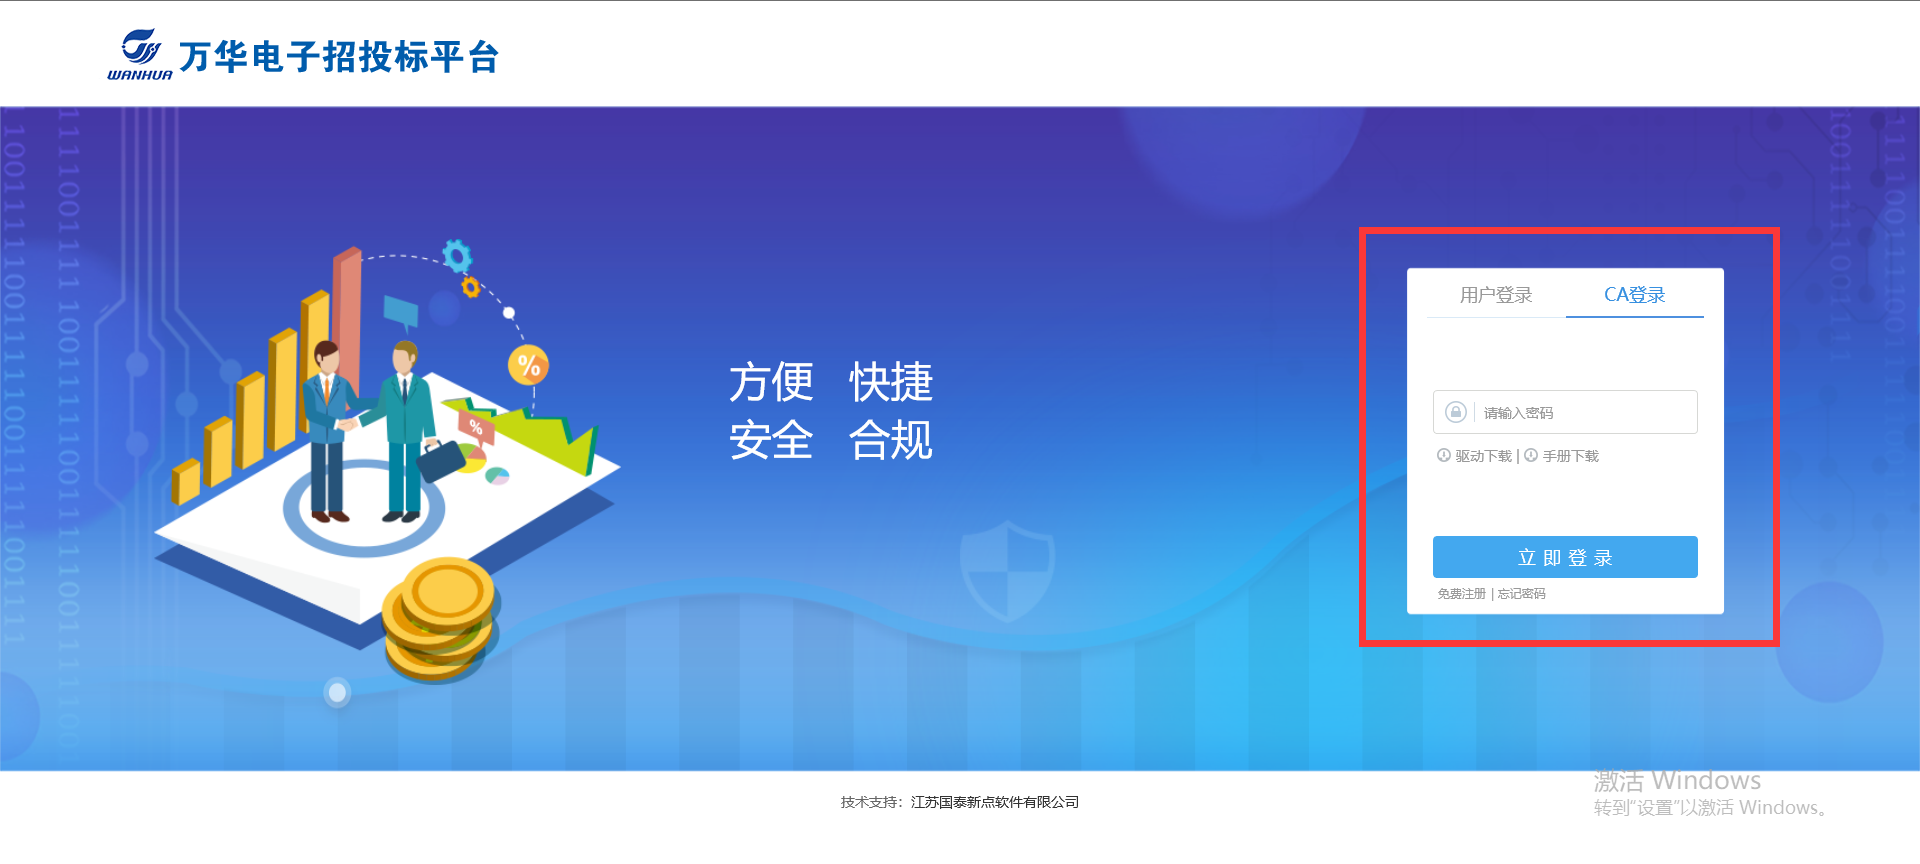 WANHUA 万华电子招投标平台
用户登录 CA登录
%
方便 快捷
%
安全 合规
请输入密码
驱动下载 | 手册下载
立即登录
免费注册 | 忘记密码
激活 Windows
转到"设置"以激活 Windows。
技术支持：江苏国泰新点软件有限公司